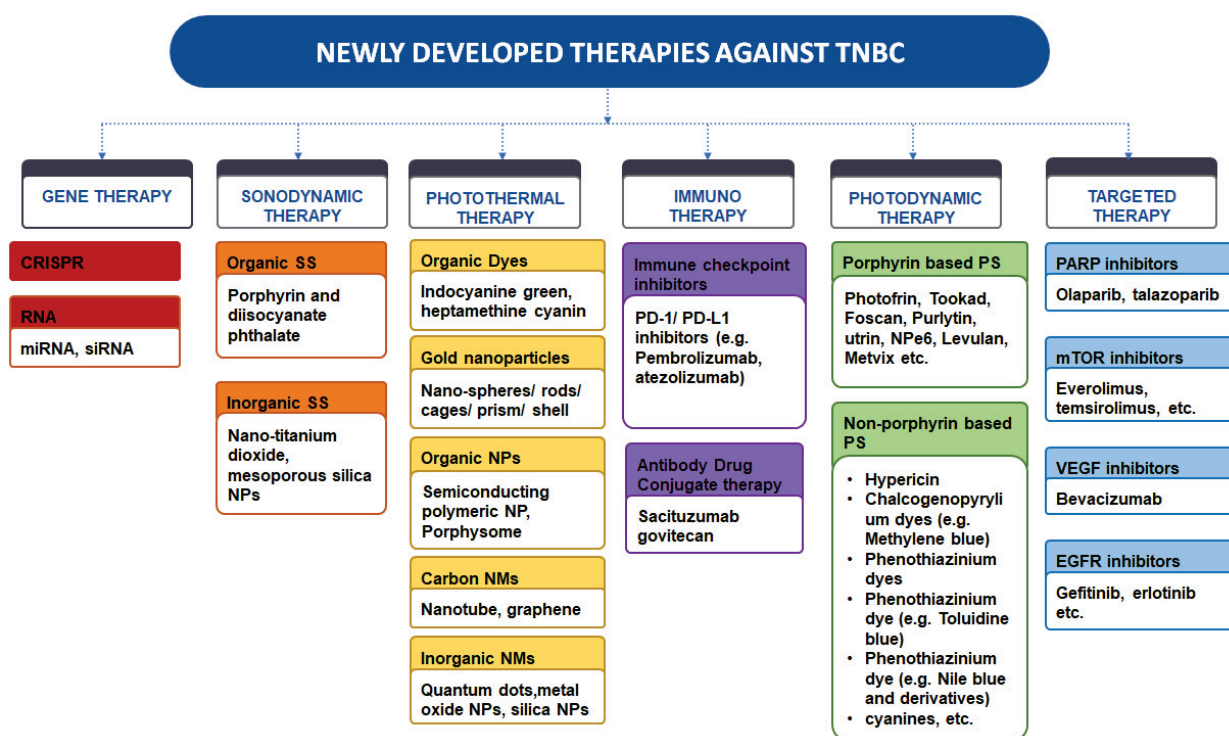 NEWLY DEVELOPED THERAPIES AGAINST TNBC
GENE THERAPY
CRISPR
RNA
miRNA, siRNA
SONODYNAMIC
THERAPY
Organic SS
Porphyrin and
diisocyanate
phthalate
Inorganic SS
Nano-titanium
dioxide,
mesoporous silica
NPs
PHOTOTHERMAL
THERAPY
Organic Dyes
Indocyanine green,
heptamethine cyanin
Gold nanoparticles
Nano-spheres/ rods/
cages/ prism/ shell
Organic NPs
Semiconducting
polymeric NP,
Porphysome
Carbon NMs
Nanotube, graphene
Inorganic NMs
Quantum dots,metal
oxide NPs, silica NPs
IMMUNO
THERAPY
Immune checkpoint
inhibitors
PD-1/ PD-L1
inhibitors (e.g.
Pembrolizumab,
atezolizumab)
Antibody Drug
Conjugate therapy
Sacituzumab
govitecan
PHOTODYNAMIC
THERAPY
Porphyrin based PS
Photofrin, Tookad,
Foscan, Purlytin,
utrin, NPe6, Levulan,
Metvix etc.
Non-porphyrin based
PS
• Hypericin
• Chalcogenopyryli
um dyes (e.g.
Methylene blue)
• Phenothiazinium
dyes
• Phenothiazinium
dye (e.g. Toluidine
blue)
• Phenothiazinium
dye (e.g. Nile blue
and derivatives)
• cyanines, etc.
TARGETED
THERAPY
PARP inhibitors
Olaparib, talazoparib
mTOR inhibitors
Everolimus,
temsirolimus, etc.
VEGF inhibitors
Bevacizumab
EGFR inhibitors
Gefitinib, erlotinib
etc.